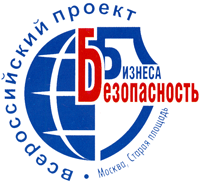 Всероссийский проект
Безопасность
Бизнеса
• Москва, Старая площадь